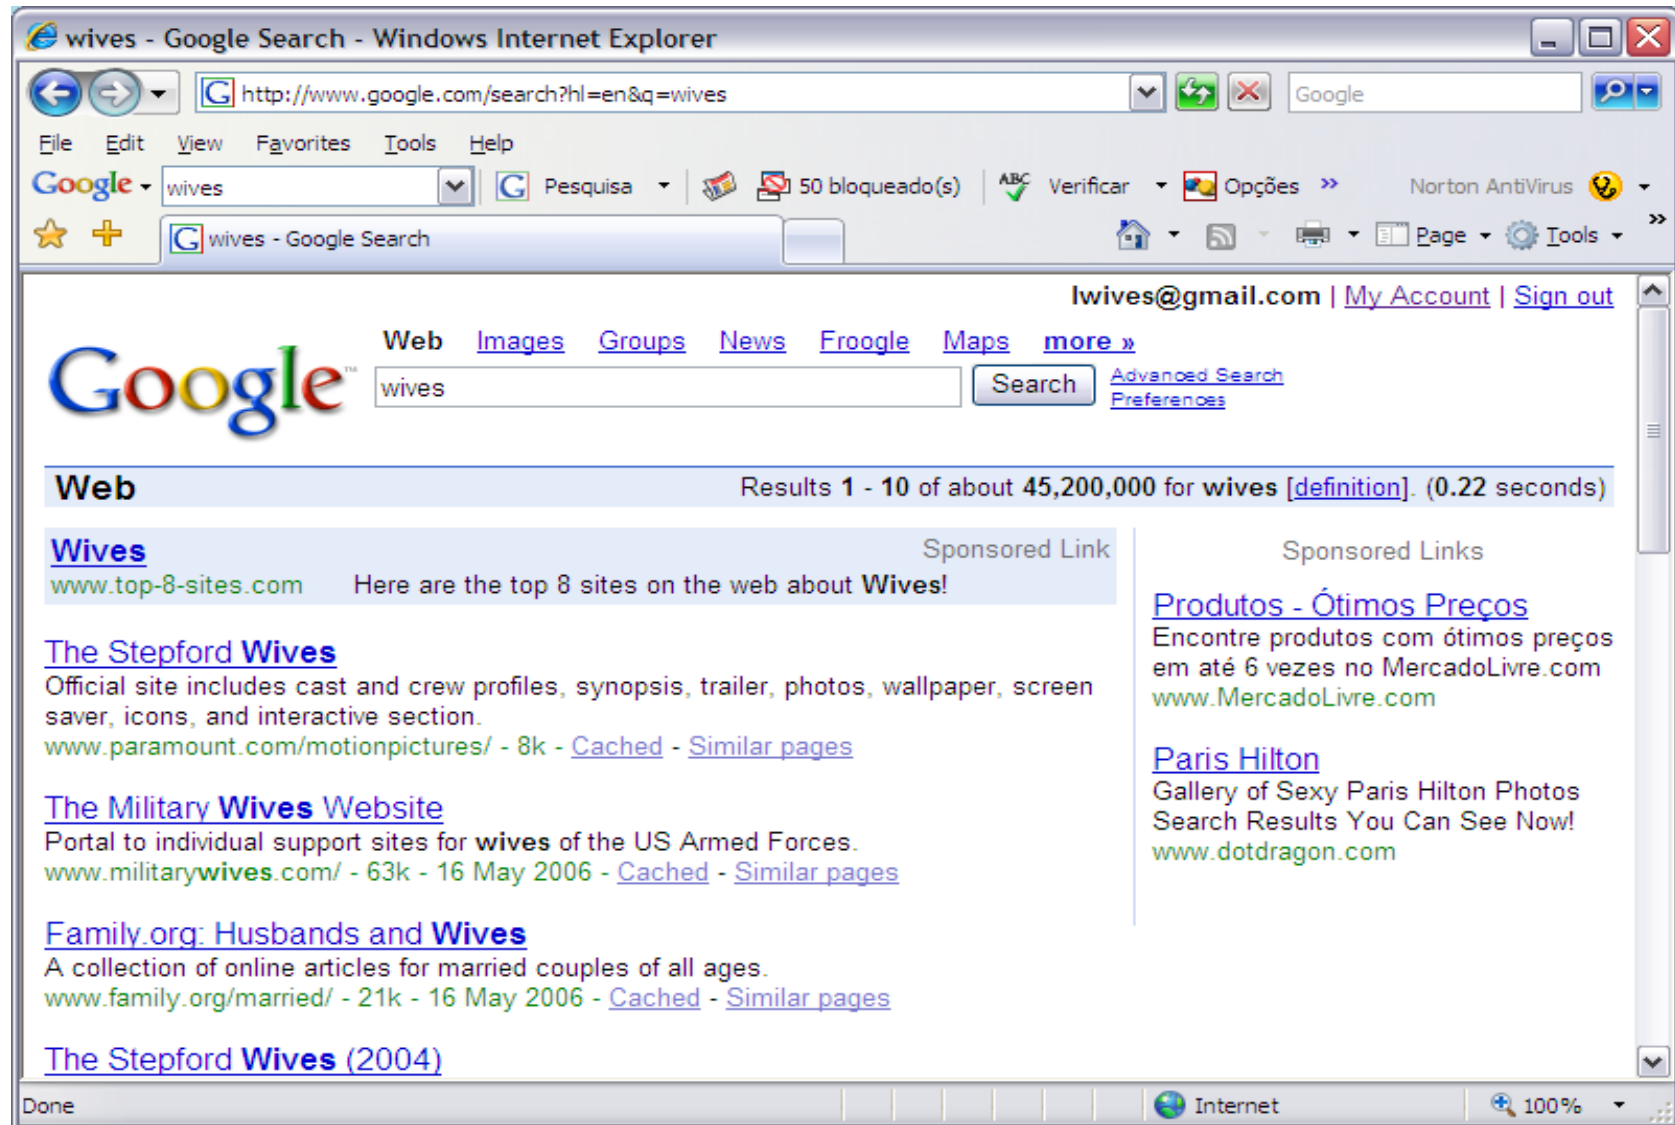 wives - Google Search - Windows Internet Explorer
http://www.google.com/search?hl=en&q=wives Google
File Edit View Favorites Tools Help
Google wives Pesquisa 50 bloqueado(s) ABC Verificar Opções » Norton AntiVirus
wives - Google Search Page Tools »
lwives@gmail.com | My Account | Sign out
Web Images Groups News Froogle Maps more »
Google™ wives Search Advanced Search
Preferences
Web Results 1 - 10 of about 45,200,000 for wives [definition]. (0.22 seconds)
Wives Sponsored Link
www.top-8-sites.com Here are the top 8 sites on the web about Wives!
The Stepford Wives
Official site includes cast and crew profiles, synopsis, trailer, photos, wallpaper, screen
saver, icons, and interactive section.
www.paramount.com/motionpictures/ - 8k - Cached - Similar pages
The Military Wives Website
Portal to individual support sites for wives of the US Armed Forces.
www.militarywives.com/ - 63k - 16 May 2006 - Cached - Similar pages
Family.org: Husbands and Wives
A collection of online articles for married couples of all ages.
www.family.org/married/ - 21k - 16 May 2006 - Cached - Similar pages
The Stepford Wives (2004)
Sponsored Links
Produtos - Ótimos Preços
Encontre produtos com ótimos preços
em até 6 vezes no MercadoLivre.com
www.MercadoLivre.com
Paris Hilton
Gallery of Sexy Paris Hilton Photos
Search Results You Can See Now!
www.dotdragon.com
Done Internet 100%